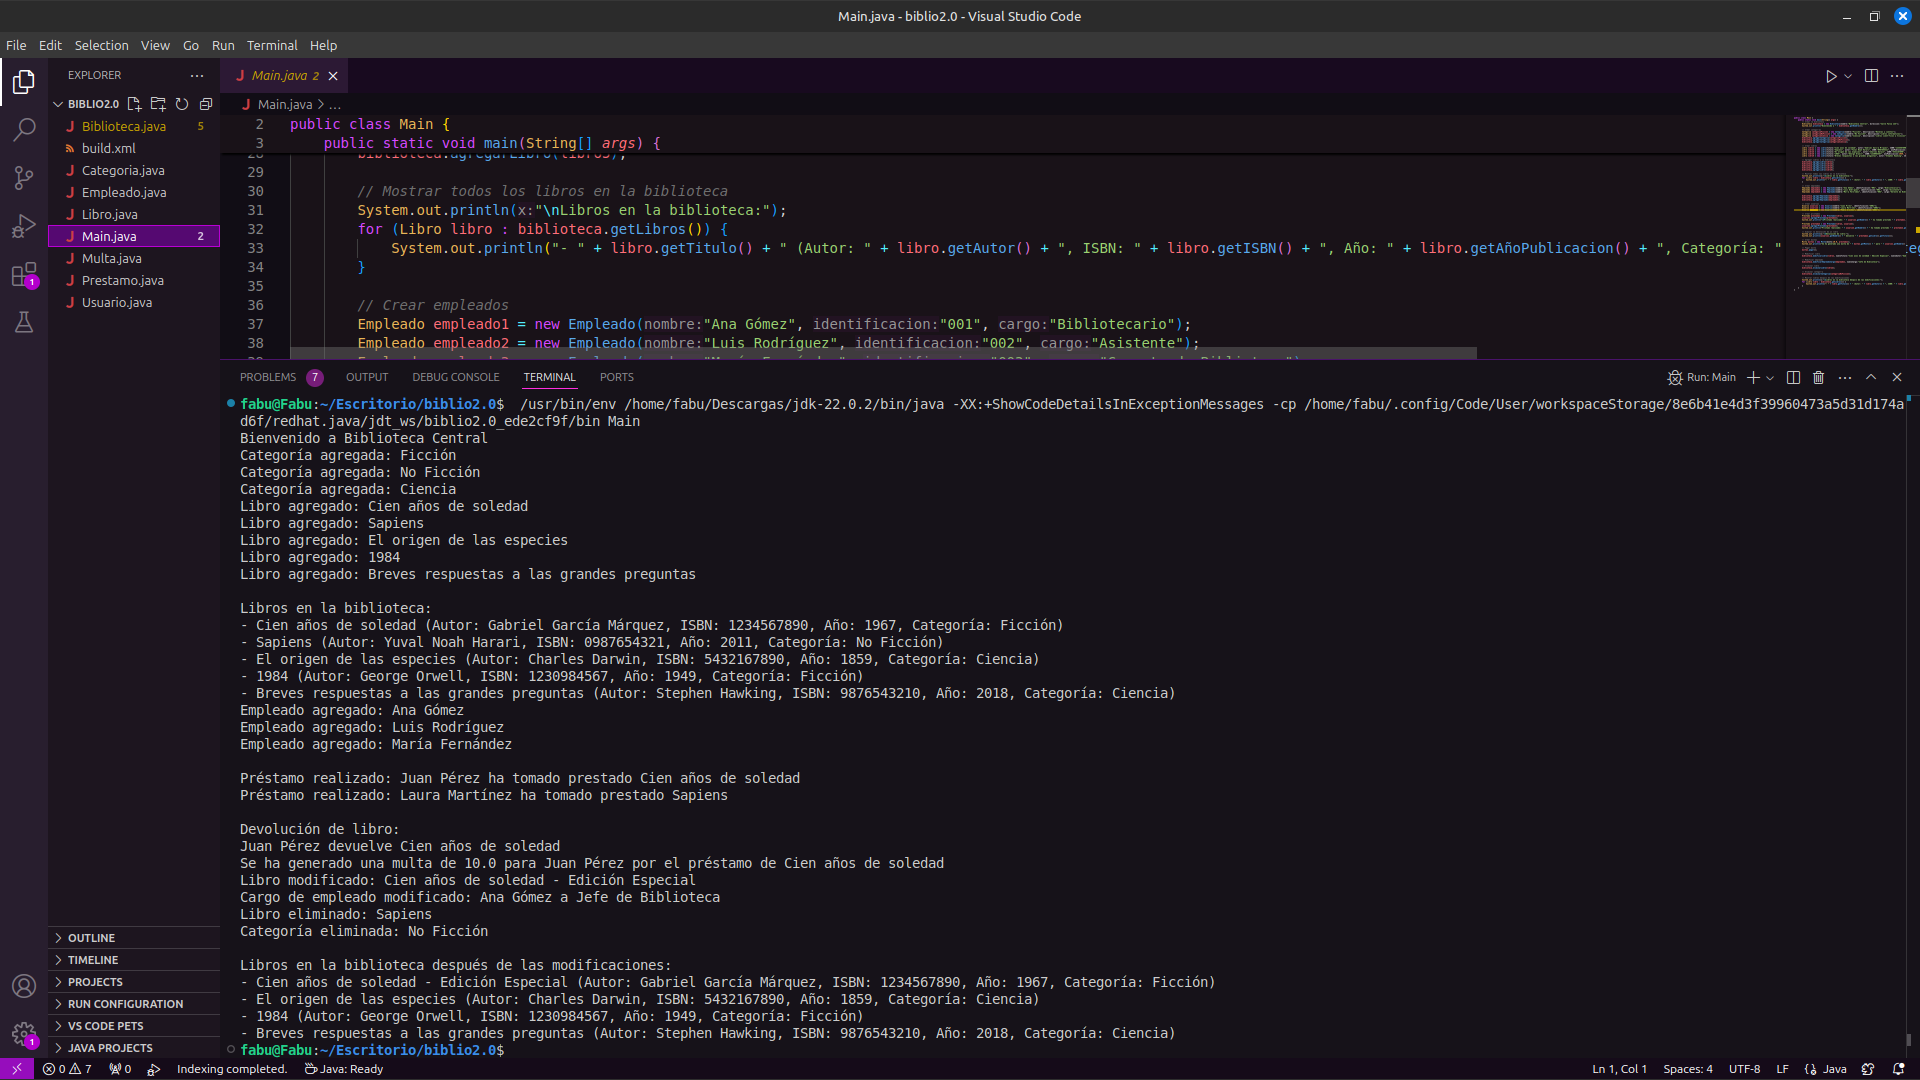 Main.java - biblio2.0 - Visual Studio Code
File Edit Selection View Go Run Terminal Help
EXPLORER
BIBLIO2.0
Biblioteca.java 5
build.xml
Categoria.java
Empleado.java
Libro.java
Main.java 2
Multa.java
Prestamo.java
Usuario.java
OUTLINE
TIMELINE
PROJECTS
RUN CONFIGURATION
VS CODE PETS
JAVA PROJECTS
Main.java 2
Main.java > ...
2 public class Main {
3 public static void main(String[] args) {
28 biblioteca.agregarLibro(libro5);
29
30 // Mostrar todos los libros en la biblioteca
31 System.out.println(x:"\nLibros en la biblioteca:");
32 for (Libro libro : biblioteca.getLibros()) {
33 System.out.println("- " + libro.getTitulo() + " (Autor: " + libro.getAutor() + ", ISBN: " + libro.getISBN() + ", Año: " + libro.getAñoPublicacion() + ", Categoría: "
34 }
35
36 // Crear empleados
37 Empleado empleado1 = new Empleado(nombre:"Ana Gómez", identificacion:"001", cargo:"Bibliotecario");
38 Empleado empleado2 = new Empleado(nombre:"Luis Rodríguez", identificacion:"002", cargo:"Asistente");
PROBLEMS 7 OUTPUT DEBUG CONSOLE TERMINAL PORTS
Run: Main
fabu@Fabu:~/Escritorio/biblio2.0$ /usr/bin/env /home/fabu/Descargas/jdk-22.0.2/bin/java -XX:+ShowCodeDetailsInExceptionMessages -cp /home/fabu/.config/Code/User/workspaceStorage/8e6b41e4d3f39960473a5d31d174a
d6f/redhat.java/jdt_ws/biblio2.0_ede2cf9f/bin Main
Bienvenido a Biblioteca Central
Categoría agregada: Ficción
Categoría agregada: No Ficción
Categoría agregada: Ciencia
Libro agregado: Cien años de soledad
Libro agregado: Sapiens
Libro agregado: El origen de las especies
Libro agregado: 1984
Libro agregado: Breves respuestas a las grandes preguntas

Libros en la biblioteca:
- Cien años de soledad (Autor: Gabriel García Márquez, ISBN: 1234567890, Año: 1967, Categoría: Ficción)
- Sapiens (Autor: Yuval Noah Harari, ISBN: 0987654321, Año: 2011, Categoría: No Ficción)
- El origen de las especies (Autor: Charles Darwin, ISBN: 5432167890, Año: 1859, Categoría: Ciencia)
- 1984 (Autor: George Orwell, ISBN: 1230984567, Año: 1949, Categoría: Ficción)
- Breves respuestas a las grandes preguntas (Autor: Stephen Hawking, ISBN: 9876543210, Año: 2018, Categoría: Ciencia)
Empleado agregado: Ana Gómez
Empleado agregado: Luis Rodríguez
Empleado agregado: María Fernández

Préstamo realizado: Juan Pérez ha tomado prestado Cien años de soledad
Préstamo realizado: Laura Martínez ha tomado prestado Sapiens

Devolución de libro:
Juan Pérez devuelve Cien años de soledad
Se ha generado una multa de 10.0 para Juan Pérez por el préstamo de Cien años de soledad
Libro modificado: Cien años de soledad - Edición Especial
Cargo de empleado modificado: Ana Gómez a Jefe de Biblioteca
Libro eliminado: Sapiens
Categoría eliminada: No Ficción

Libros en la biblioteca después de las modificaciones:
- Cien años de soledad - Edición Especial (Autor: Gabriel García Márquez, ISBN: 1234567890, Año: 1967, Categoría: Ficción)
- El origen de las especies (Autor: Charles Darwin, ISBN: 5432167890, Año: 1859, Categoría: Ciencia)
- 1984 (Autor: George Orwell, ISBN: 1230984567, Año: 1949, Categoría: Ficción)
- Breves respuestas a las grandes preguntas (Autor: Stephen Hawking, ISBN: 9876543210, Año: 2018, Categoría: Ciencia)
fabu@Fabu:~/Escritorio/biblio2.0$
1
1
0 7 0 Indexing completed. Java: Ready Ln 1, Col 1 Spaces: 4 UTF-8 LF {} Java